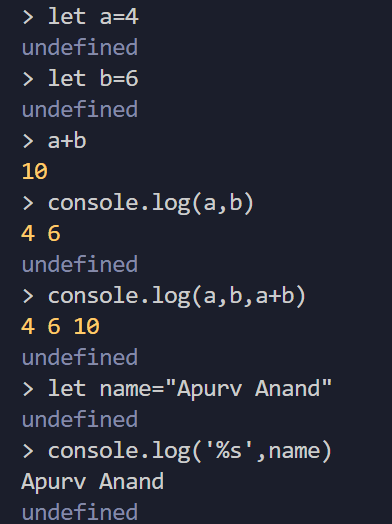 > let a=4
undefined
> let b=6
undefined
> a+b
10
> console.log(a,b)
4 6
undefined
> console.log(a,b,a+b)
4 6 10
undefined
> let name="Apurv Anand"
undefined
> console.log('%s',name)
Apurv Anand
undefined